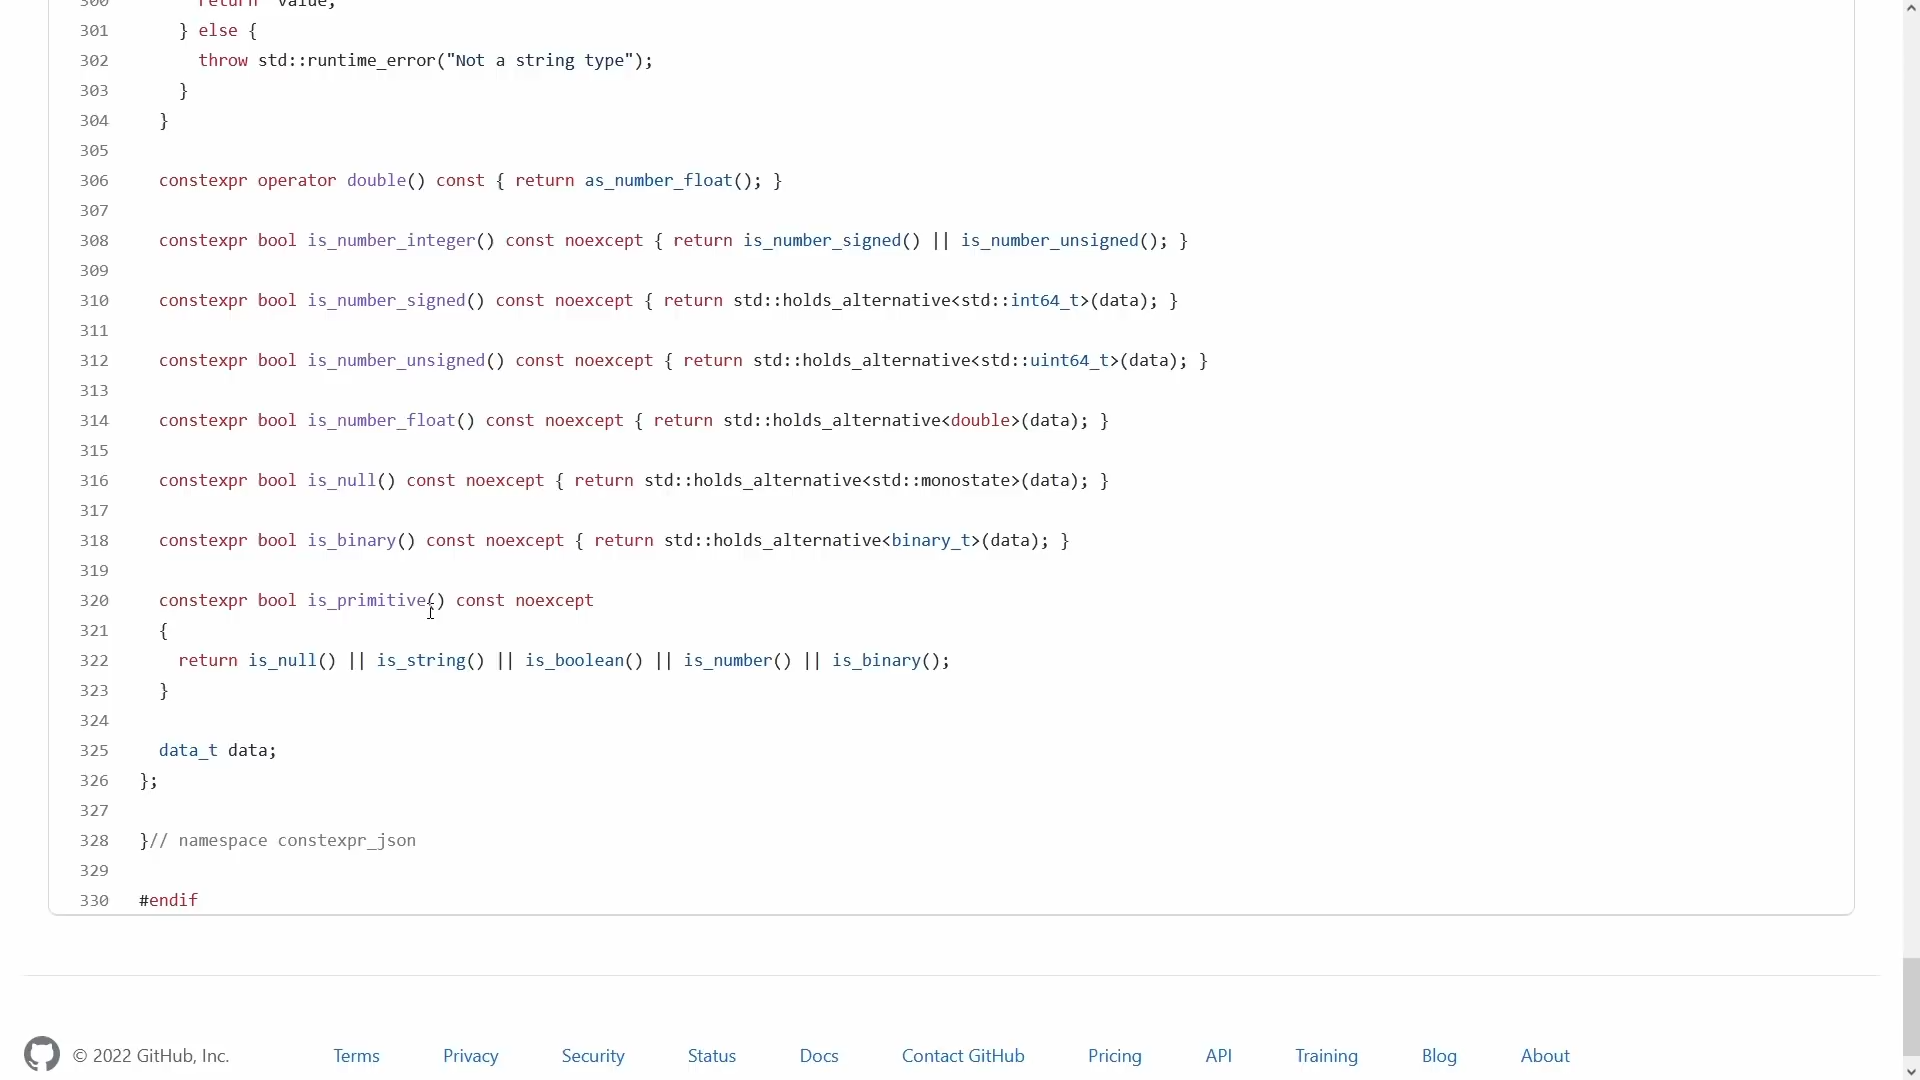 300 return *value;
301 } else {
302 throw std::runtime_error("Not a string type");
303 }
304 }
305
306 constexpr operator double() const { return as_number_float(); }
307
308 constexpr bool is_number_integer() const noexcept { return is_number_signed() || is_number_unsigned(); }
309
310 constexpr bool is_number_signed() const noexcept { return std::holds_alternative<std::int64_t>(data); }
311
312 constexpr bool is_number_unsigned() const noexcept { return std::holds_alternative<std::uint64_t>(data); }
313
314 constexpr bool is_number_float() const noexcept { return std::holds_alternative<double>(data); }
315
316 constexpr bool is_null() const noexcept { return std::holds_alternative<std::monostate>(data); }
317
318 constexpr bool is_binary() const noexcept { return std::holds_alternative<binary_t>(data); }
319
320 constexpr bool is_primitive() const noexcept
321 {
322 return is_null() || is_string() || is_boolean() || is_number() || is_binary();
323 }
324
325 data_t data;
326 };
327
328 }// namespace constexpr_json
329
330 #endif
© 2022 GitHub, Inc. Terms Privacy Security Status Docs Contact GitHub Pricing API Training Blog About